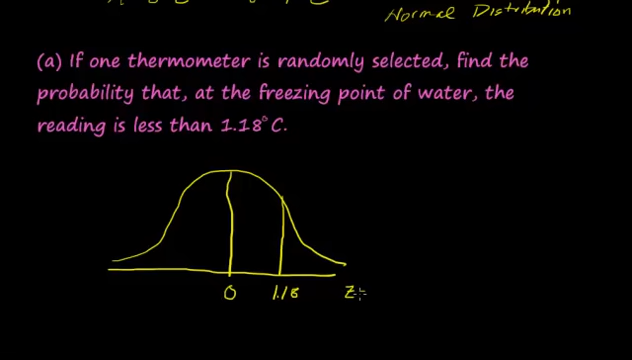 Normal Distribution
(a) If one thermometer is randomly selected, find the
probability that, at the freezing point of water, the
reading is less than 1.18°C.
0 1.18 Z